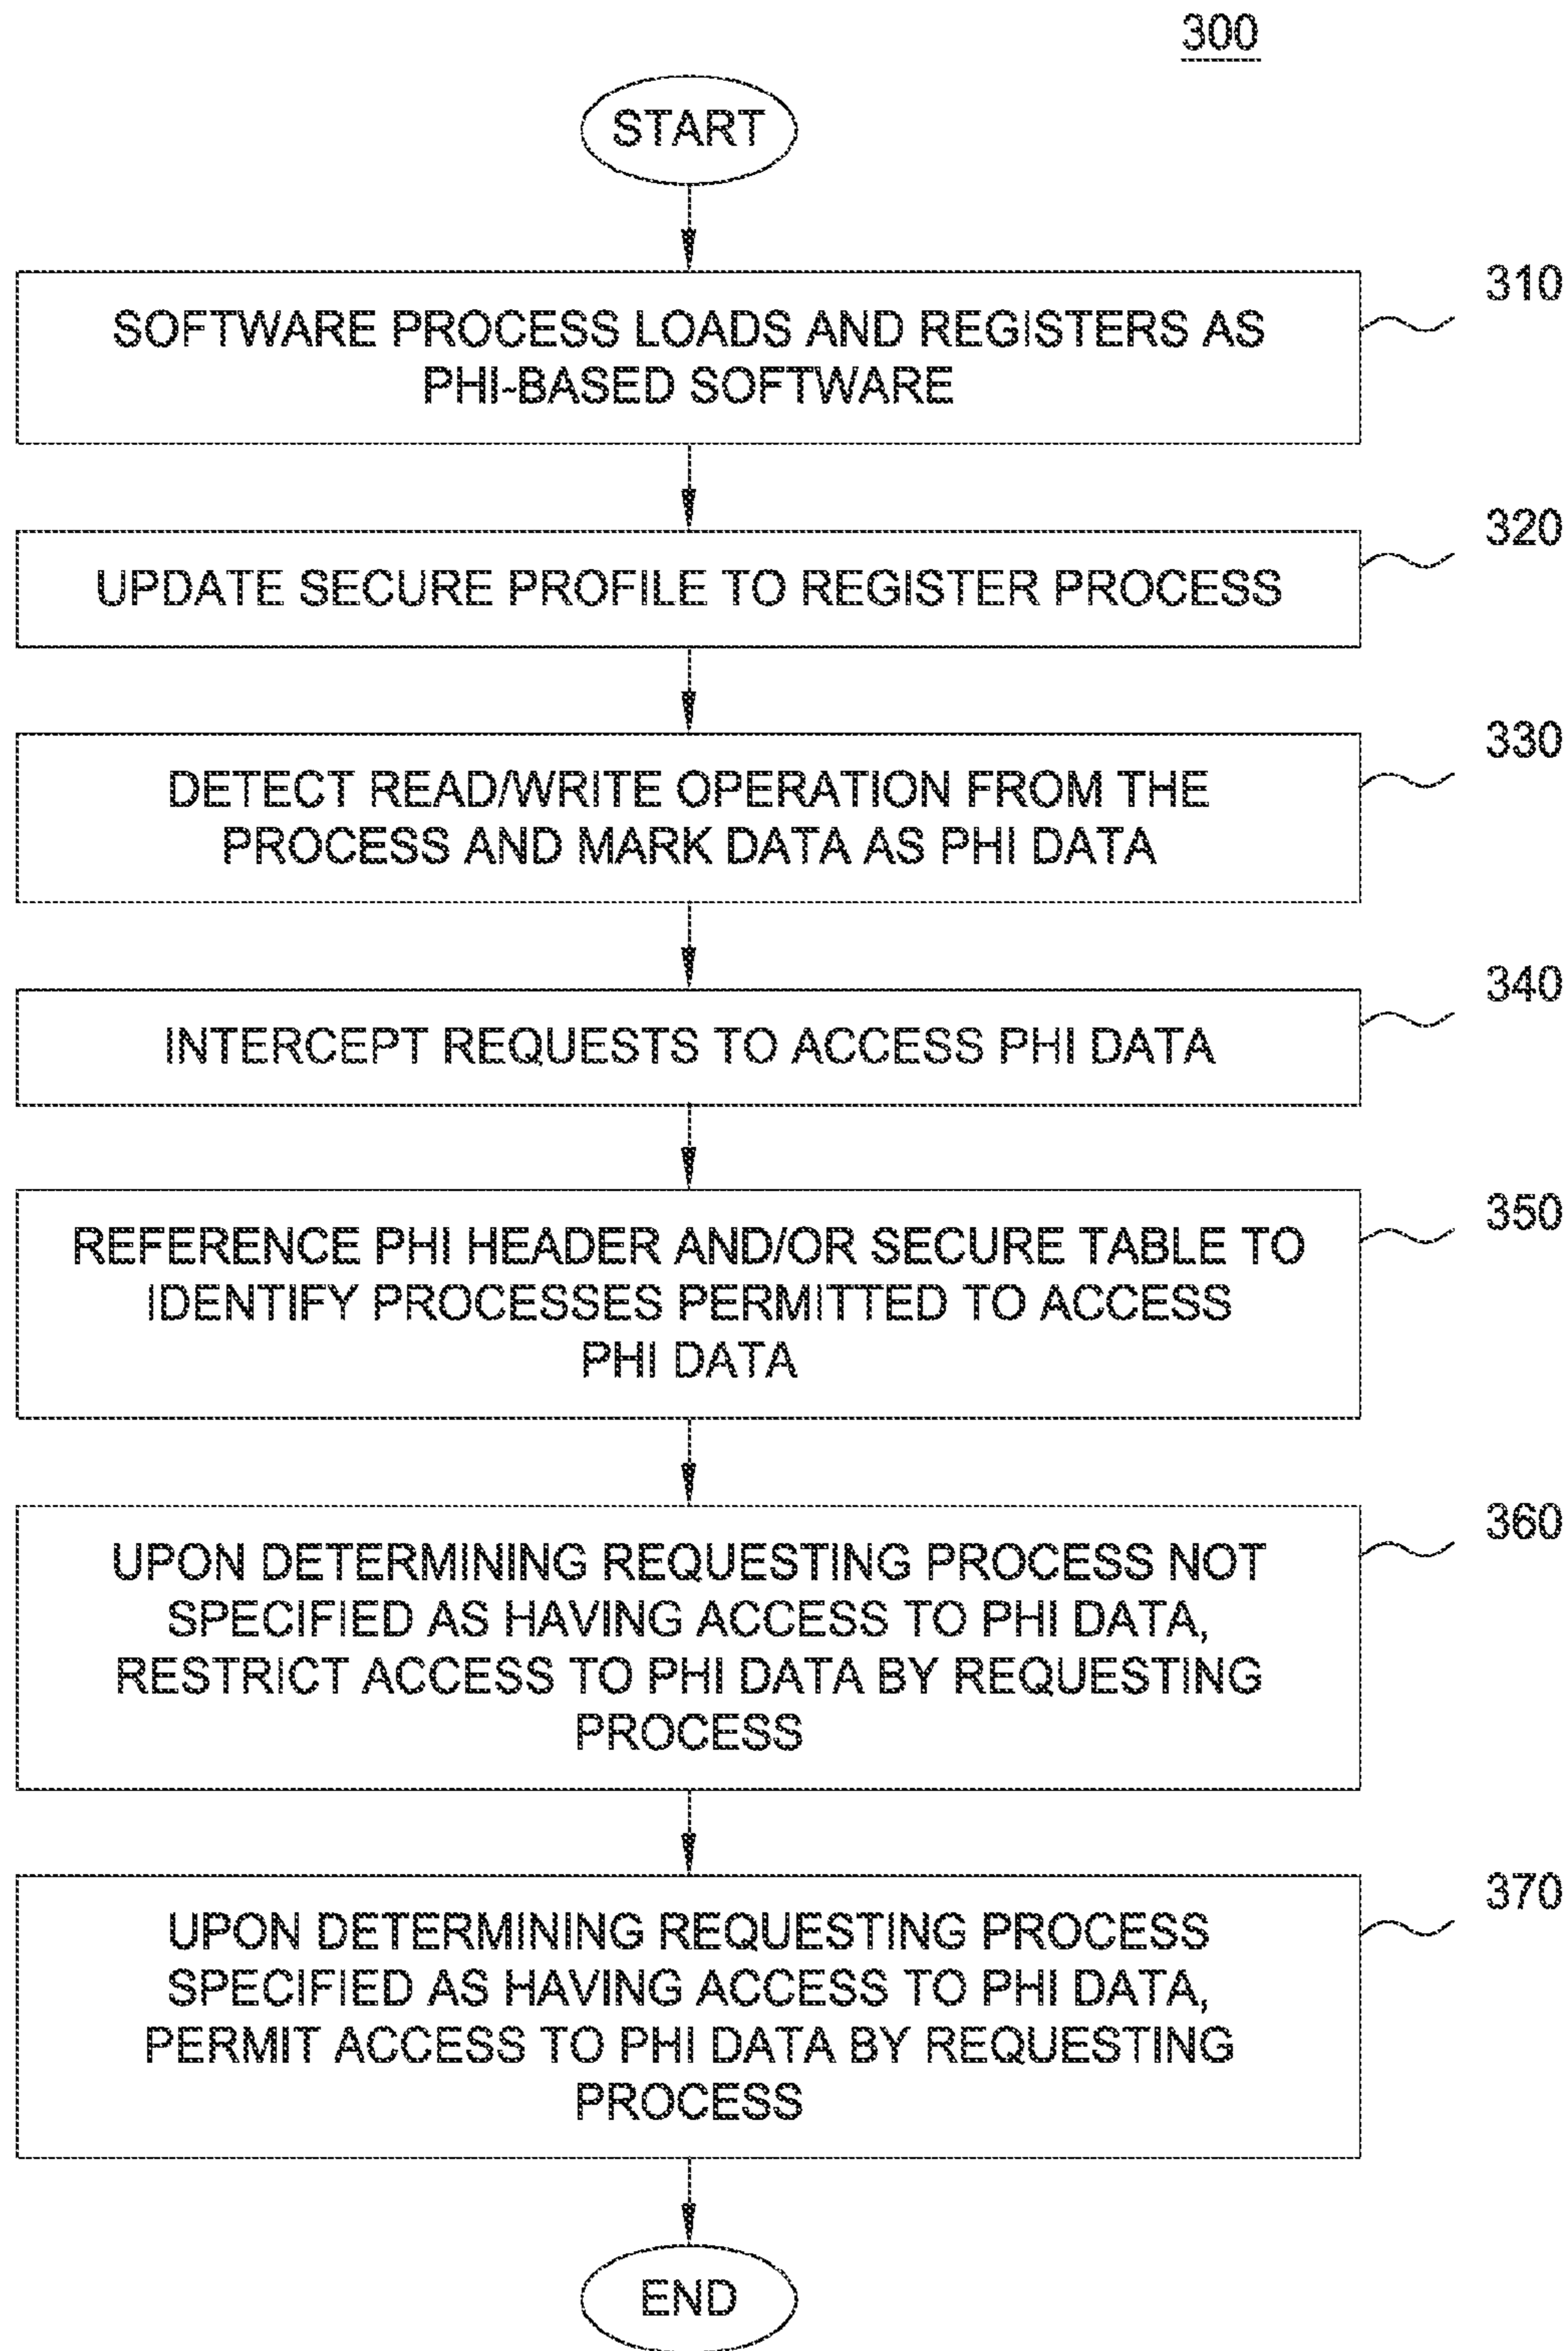 300
START
310
SOFTWARE PROCESS LOADS AND REGISTERS AS
PHI-BASED SOFTWARE
320
UPDATE SECURE PROFILE TO REGISTER PROCESS
330
DETECT READ/WRITE OPERATION FROM THE
PROCESS AND MARK DATA AS PHI DATA
340
INTERCEPT REQUESTS TO ACCESS PHI DATA
350
REFERENCE PHI HEADER AND/OR SECURE TABLE TO
IDENTIFY PROCESSES PERMITTED TO ACCESS
PHI DATA
360
UPON DETERMINING REQUESTING PROCESS NOT
SPECIFIED AS HAVING ACCESS TO PHI DATA,
RESTRICT ACCESS TO PHI DATA BY REQUESTING
PROCESS
370
UPON DETERMINING REQUESTING PROCESS
SPECIFIED AS HAVING ACCESS TO PHI DATA,
PERMIT ACCESS TO PHI DATA BY REQUESTING
PROCESS
END